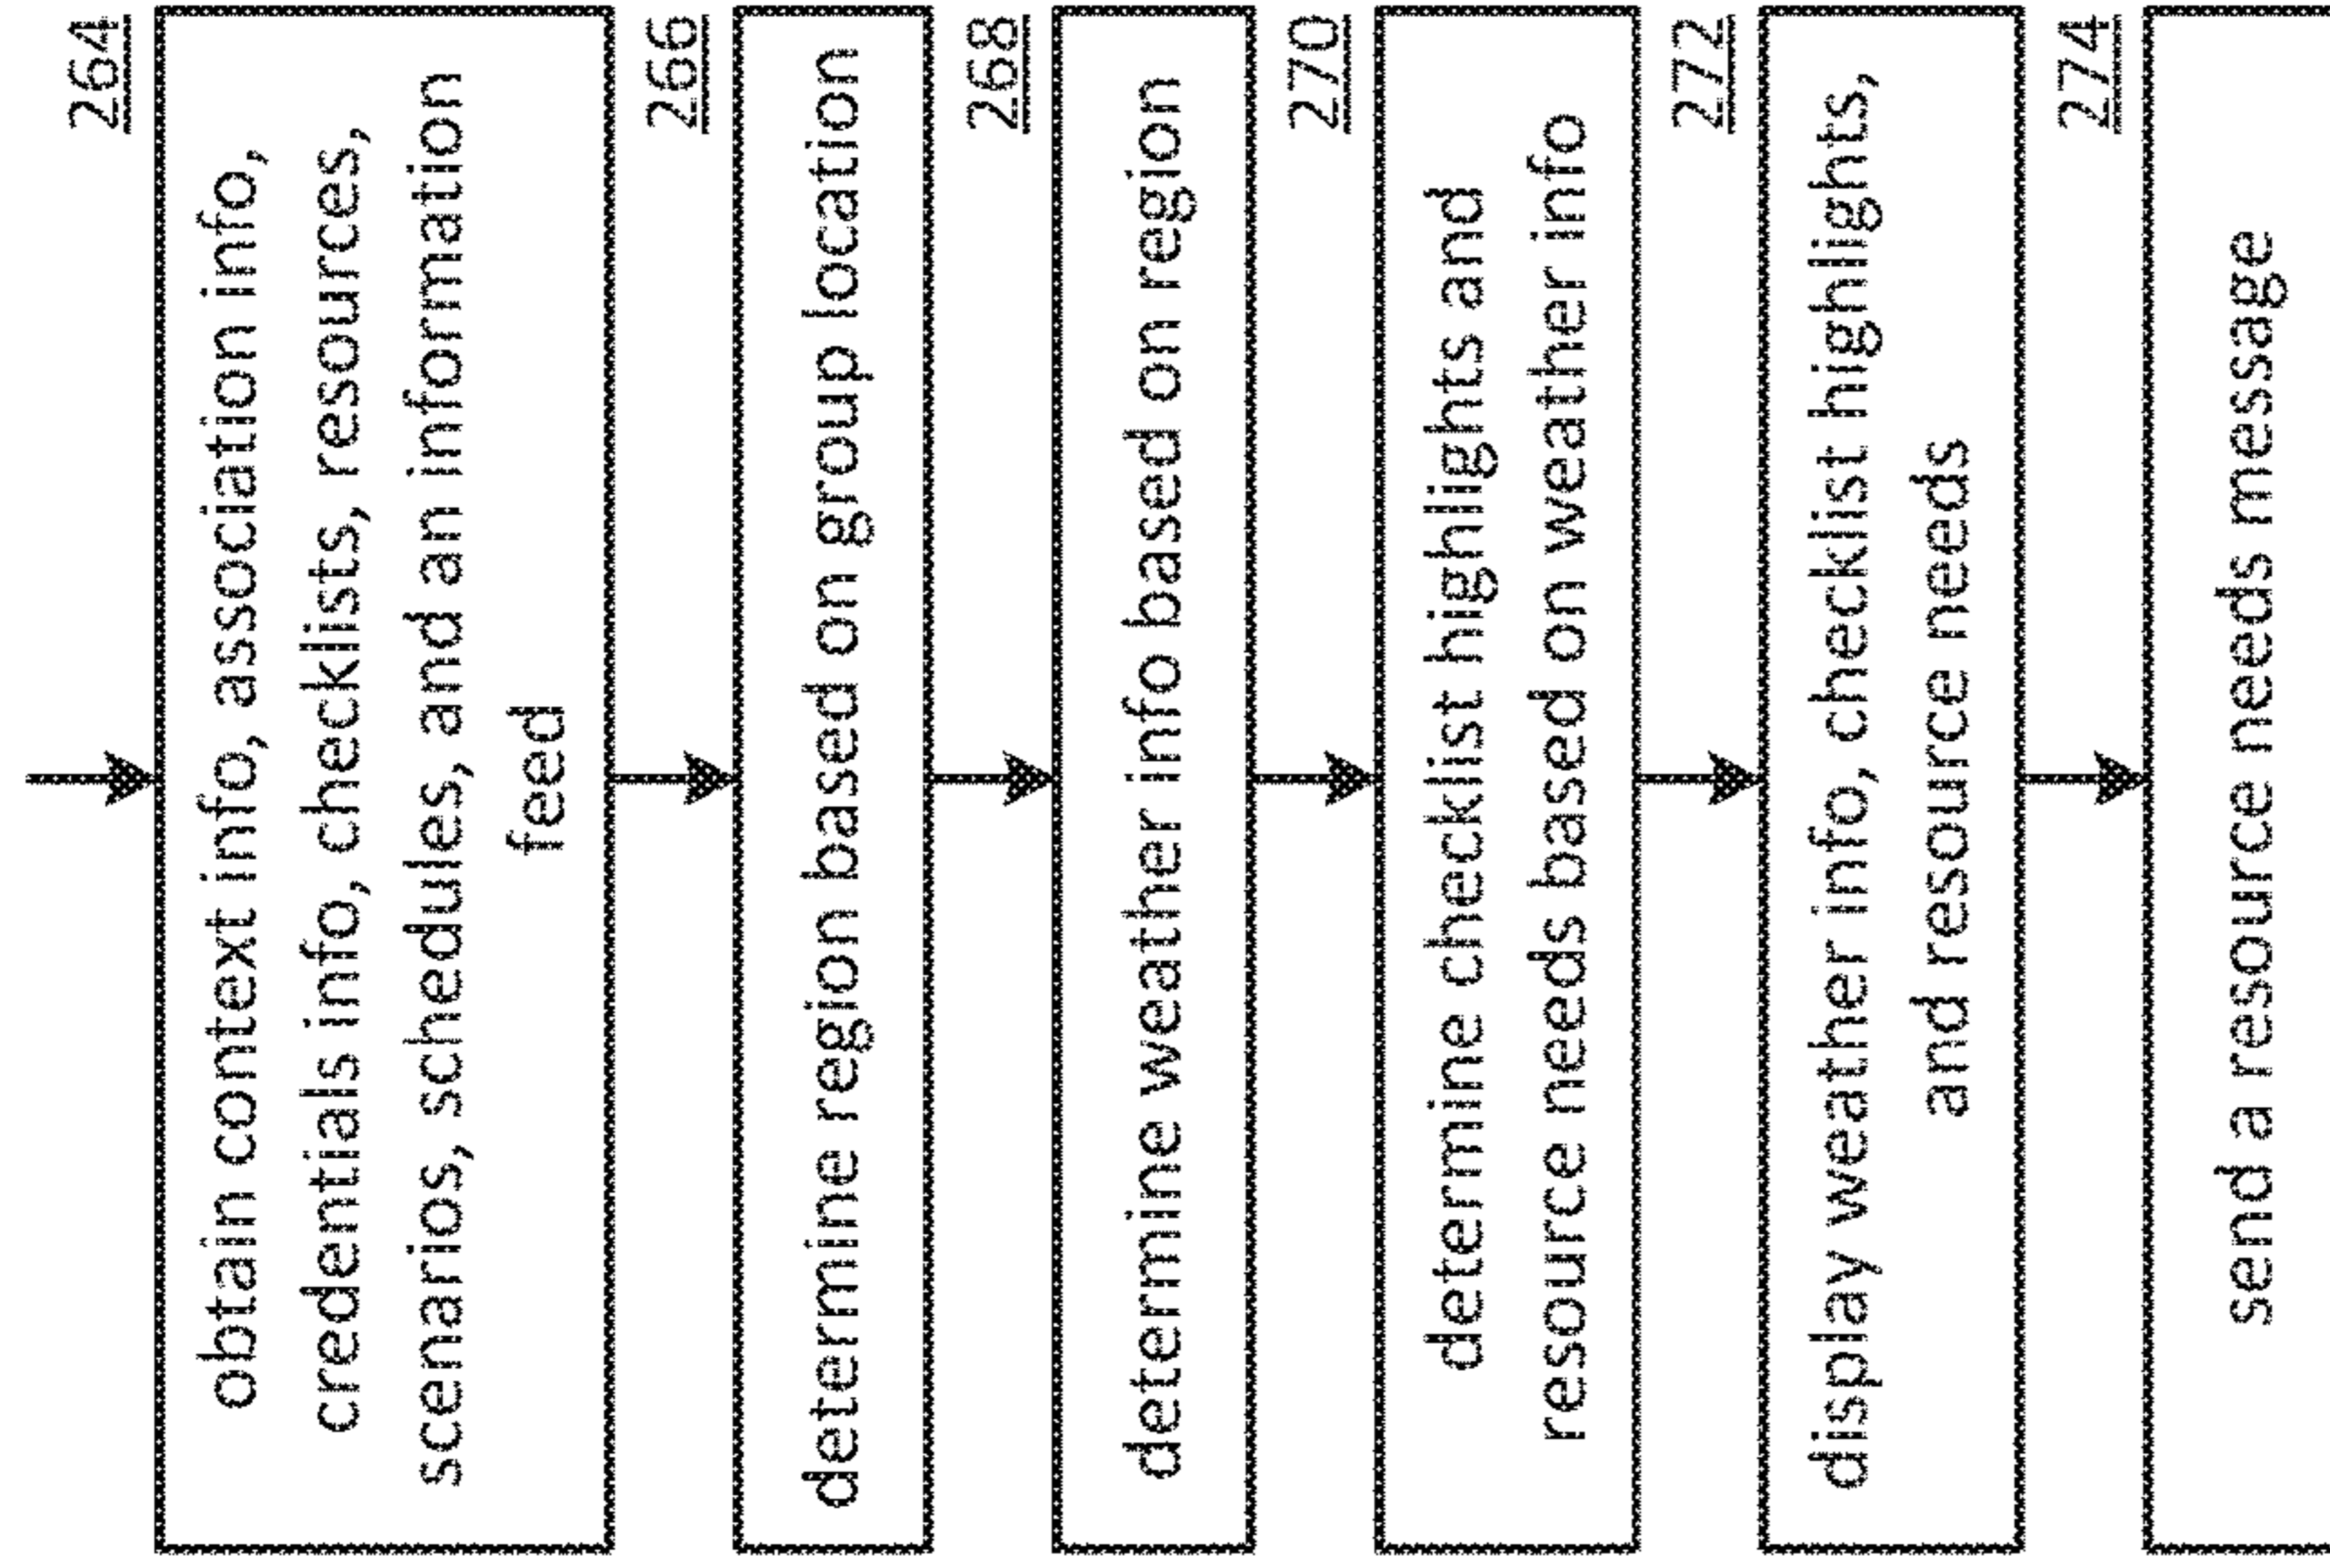 264
obtain context info, association info,
credentials info, checklists, resources,
scenarios, schedules, and an information
feed
266
determine region based on group location
268
determine weather info based on region
270
determine checklist highlights and
resource needs based on weather info
272
display weather info, checklist highlights,
and resource needs
274
send a resource needs message